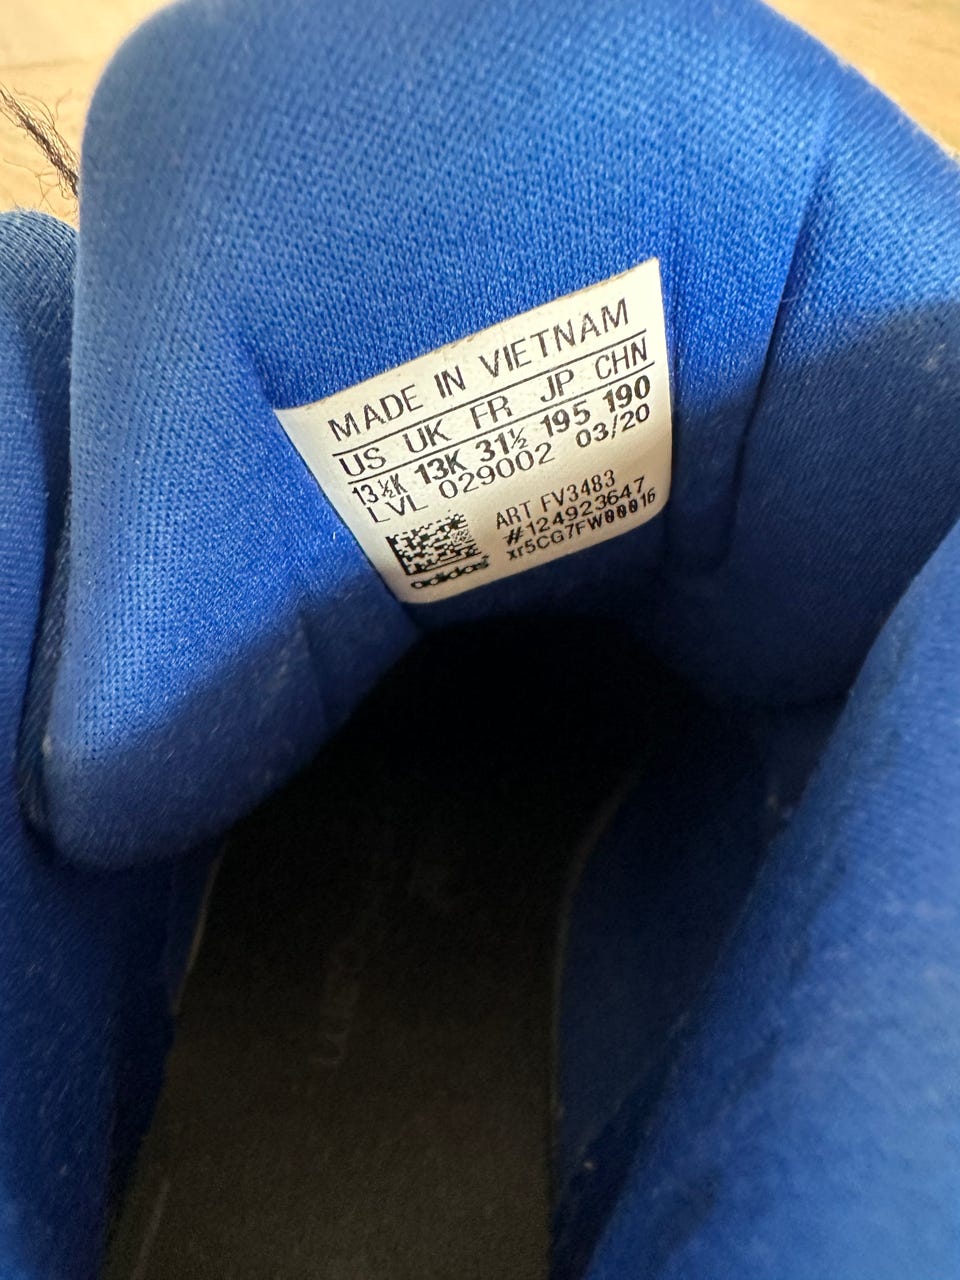 MADE IN VIETNAM
US UK FR JP CHN
13½K 13K 31½ 195 190
LVL 029002 03/20
ART FV3483
#124923647
xr5CG7FW00016
adidas